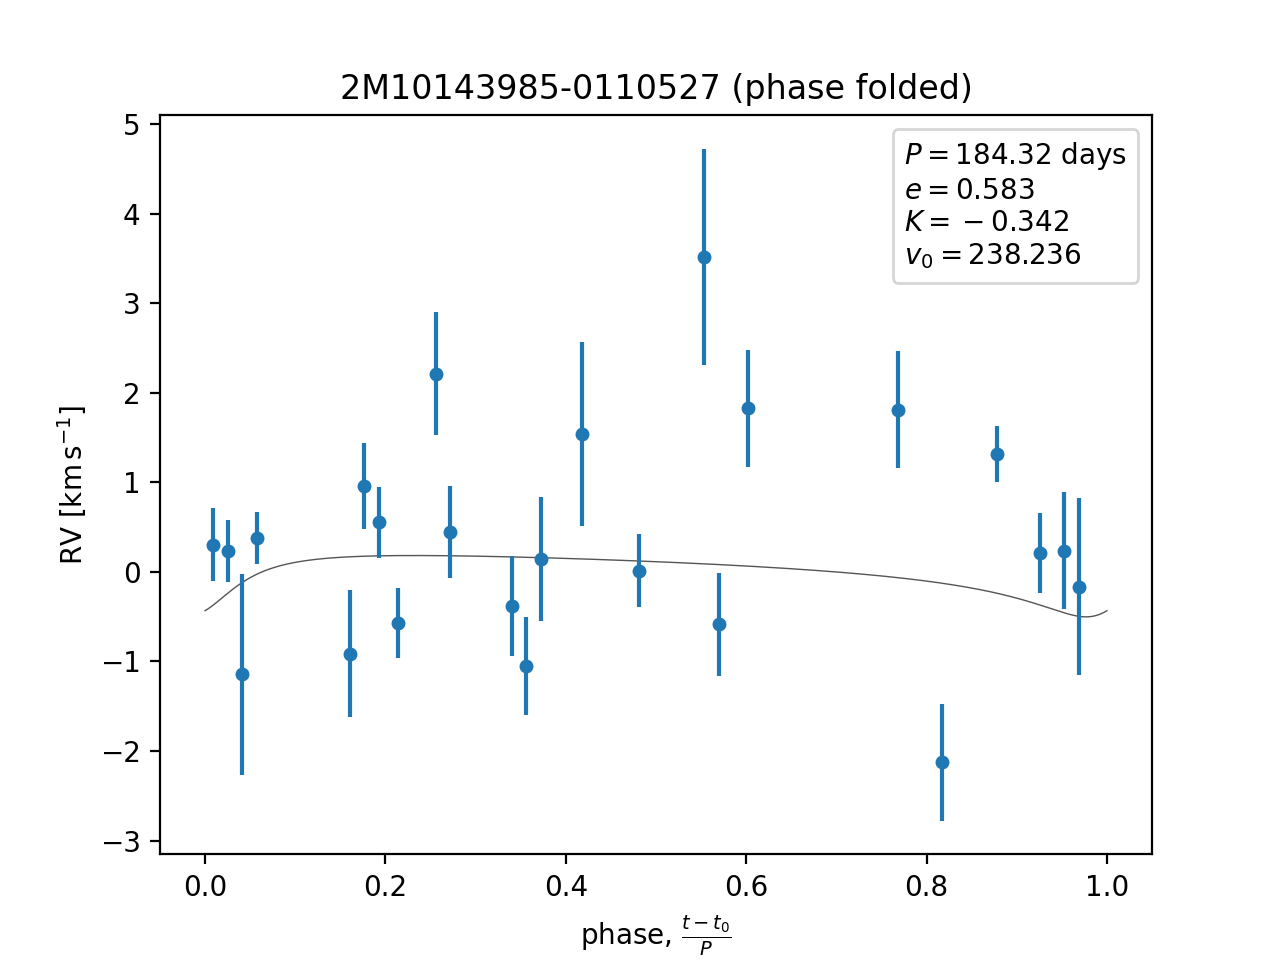 2M10143985-0110527 (phase folded)
P = 184.32 days
e = 0.583
K = −0.342
v₀ = 238.236
5
4
3
2
1
0
−1
−2
−3
RV [km s⁻¹]
0.0 0.2 0.4 0.6 0.8 1.0
phase, (t − t₀)/P